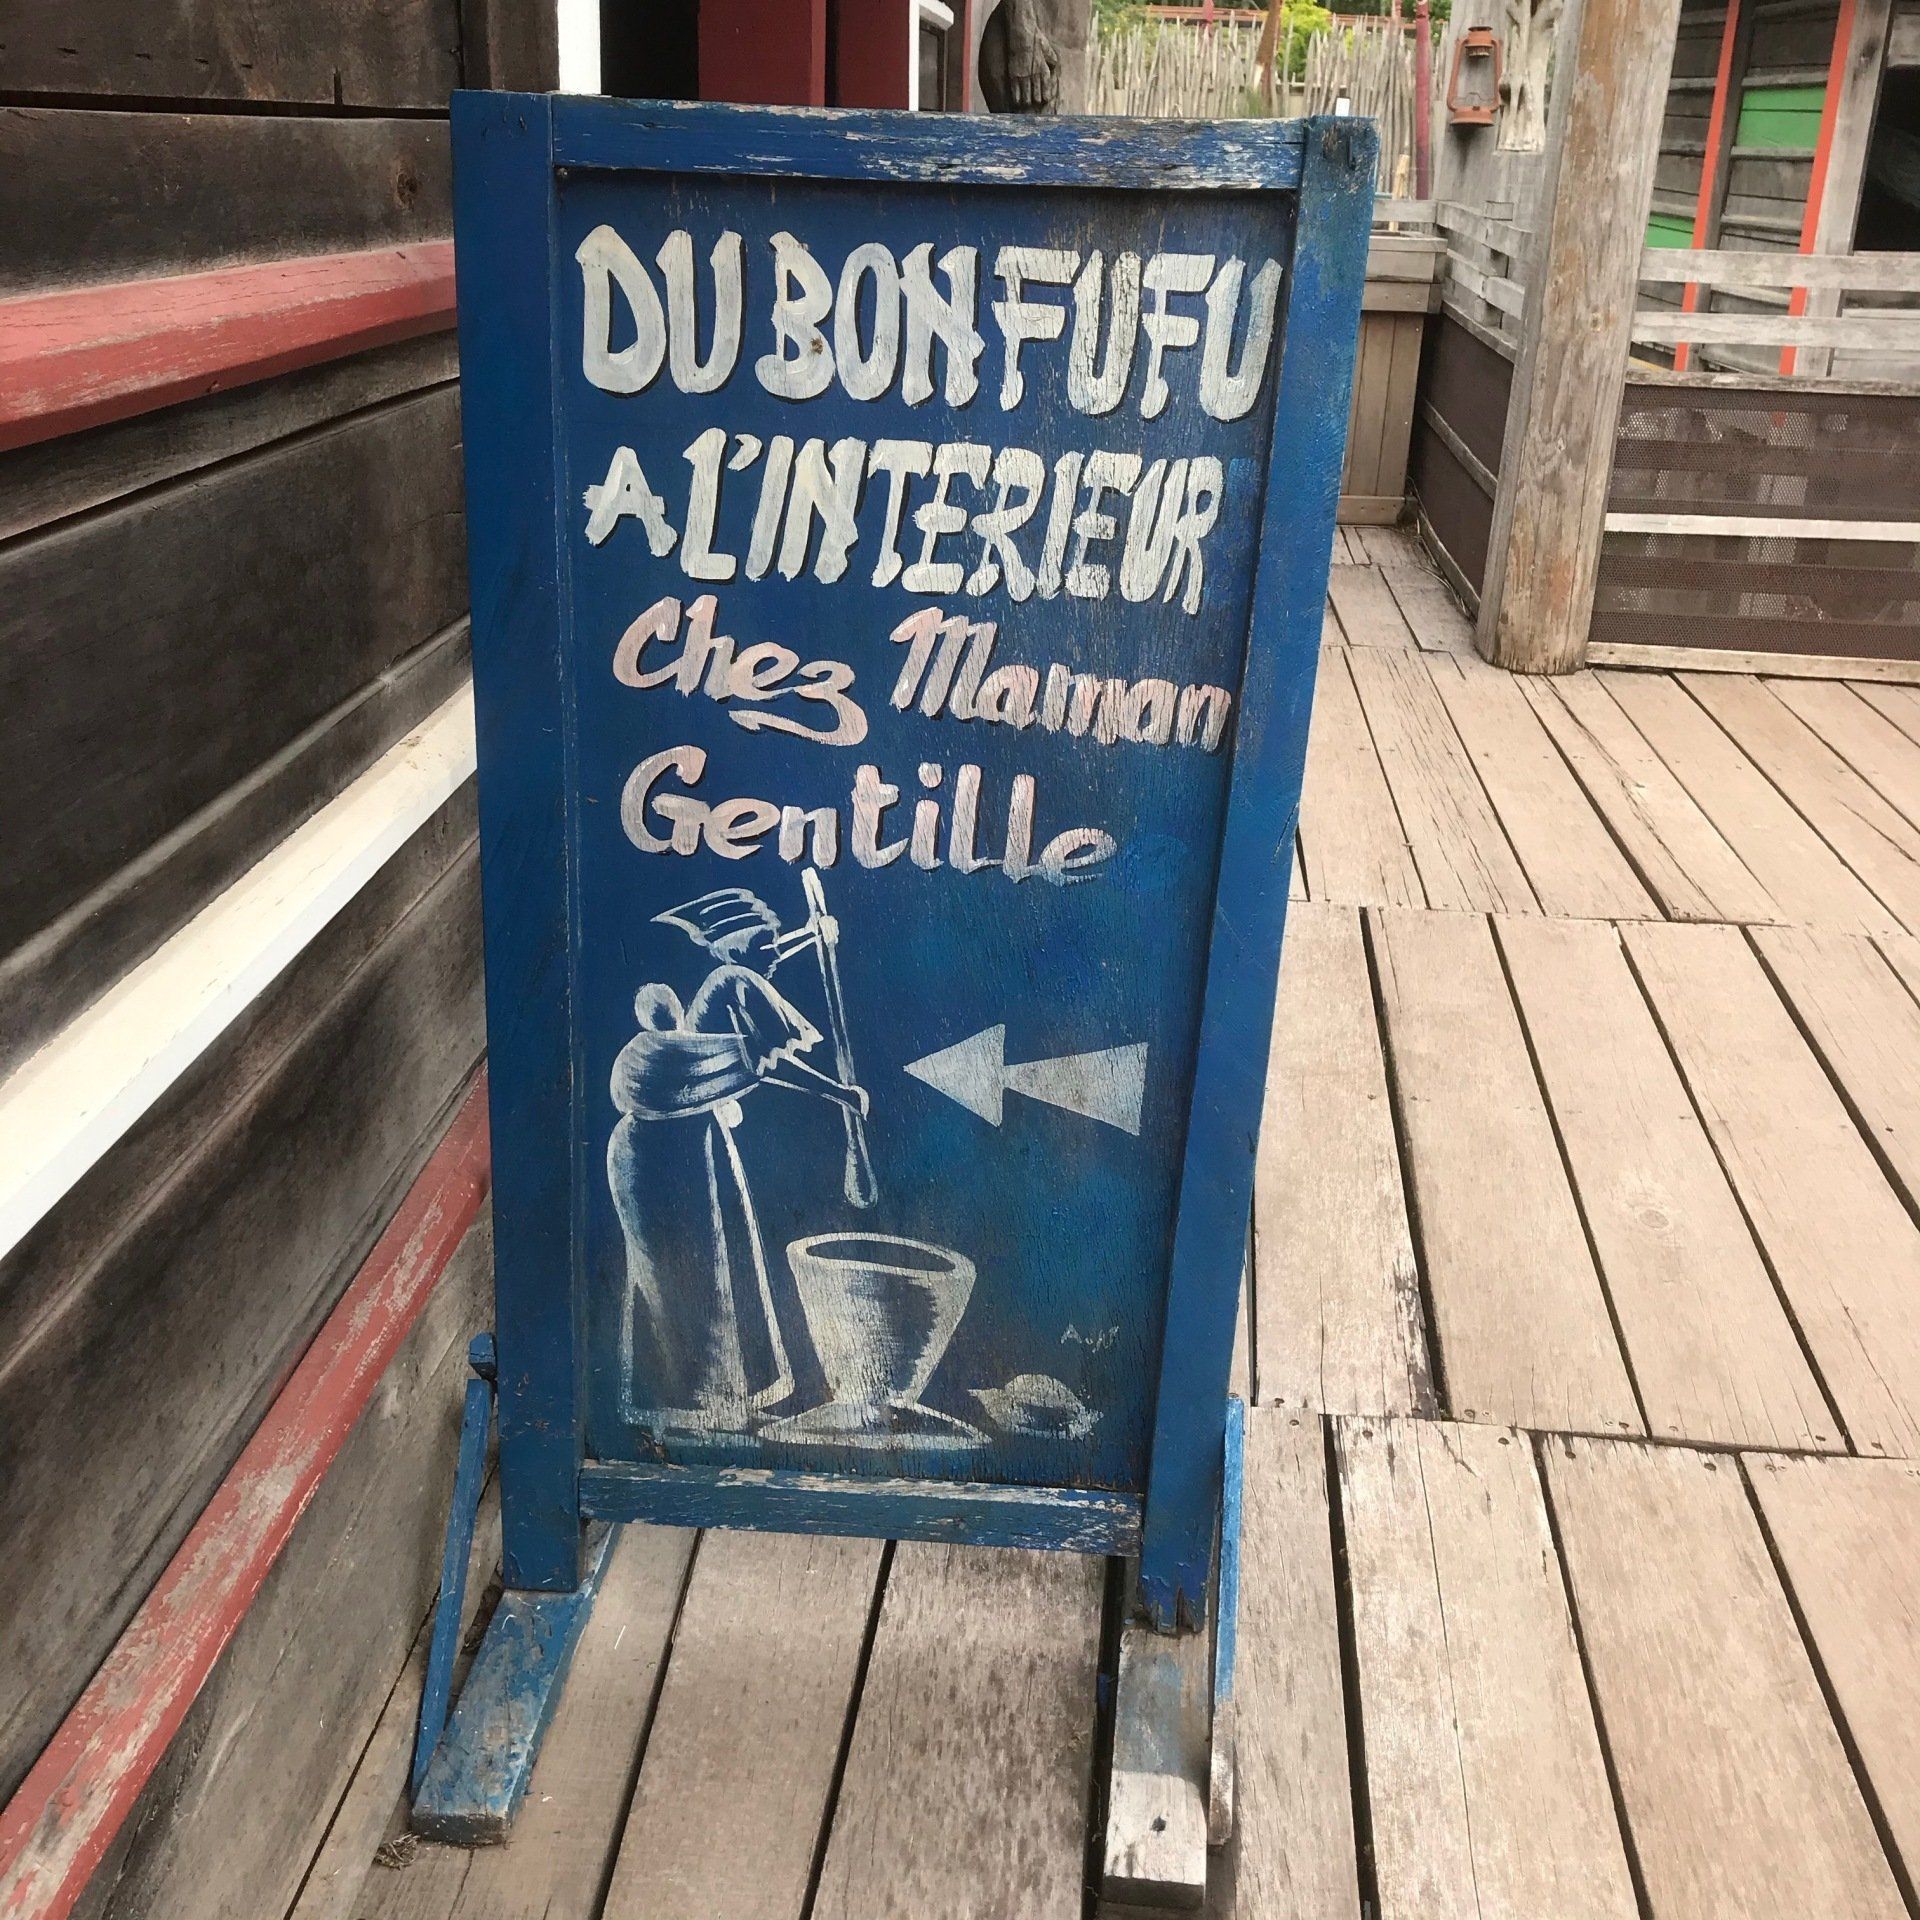 DU BON FUFU
A L'INTERIEUR
Chez Maman
Gentille